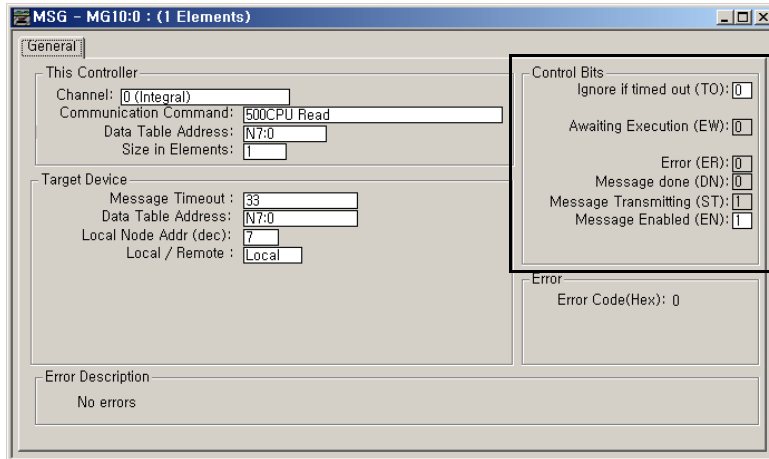 MSG - MG10:0 : (1 Elements)
General
This Controller
Channel: 0 (Integral)
Communication Command: 500CPU Read
Data Table Address: N7:0
Size in Elements: 1
Target Device
Message Timeout : 33
Data Table Address: N7:0
Local Node Addr (dec): 7
Local / Remote : Local
Control Bits
Ignore if timed out (TO): 0
Awaiting Execution (EW): 0
Error (ER): 0
Message done (DN): 0
Message Transmitting (ST): 1
Message Enabled (EN): 1
Error
Error Code(Hex): 0
Error Description
No errors